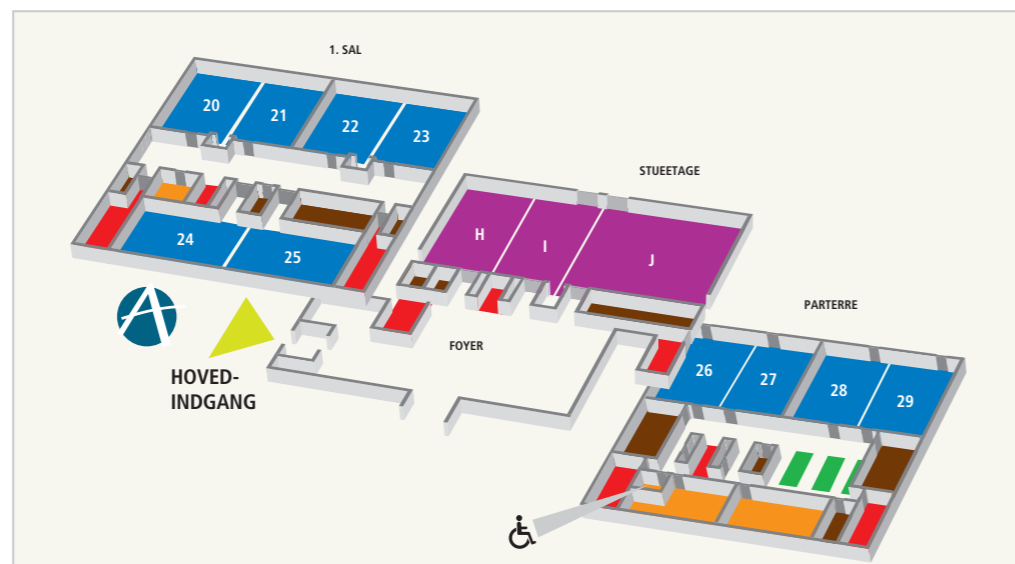 1. SAL
20
21
22
23
24
25
STUEETAGE
H
I
J
FOYER
HOVED-
INDGANG
PARTERRE
26
27
28
29